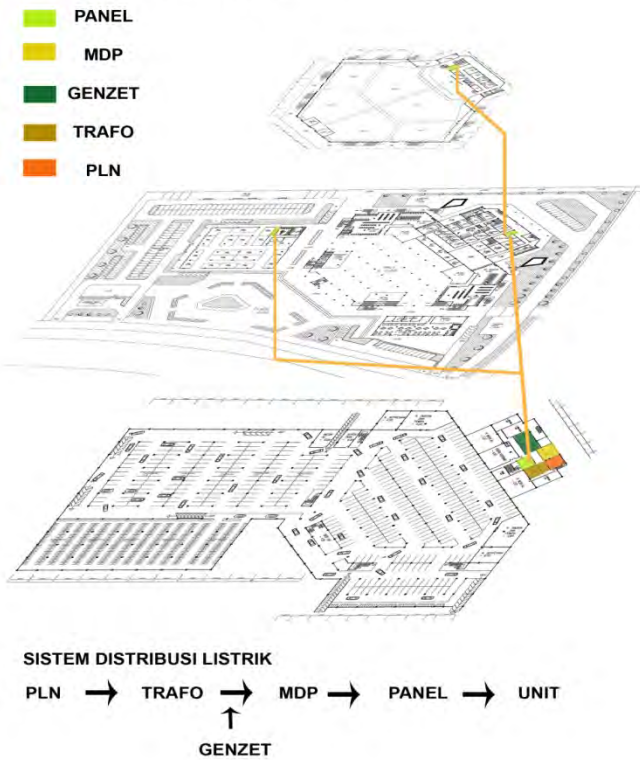 PANEL
MDP
GENZET
TRAFO
PLN
SISTEM DISTRIBUSI LISTRIK
PLN → TRAFO → MDP → PANEL → UNIT
↑
GENZET